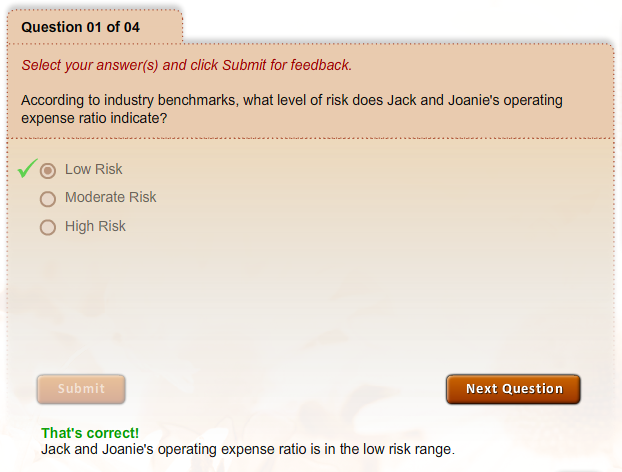 Question 01 of 04
Select your answer(s) and click Submit for feedback.
According to industry benchmarks, what level of risk does Jack and Joanie's operating
expense ratio indicate?
Low Risk
Moderate Risk
High Risk
Submit
Next Question
That's correct!
Jack and Joanie's operating expense ratio is in the low risk range.